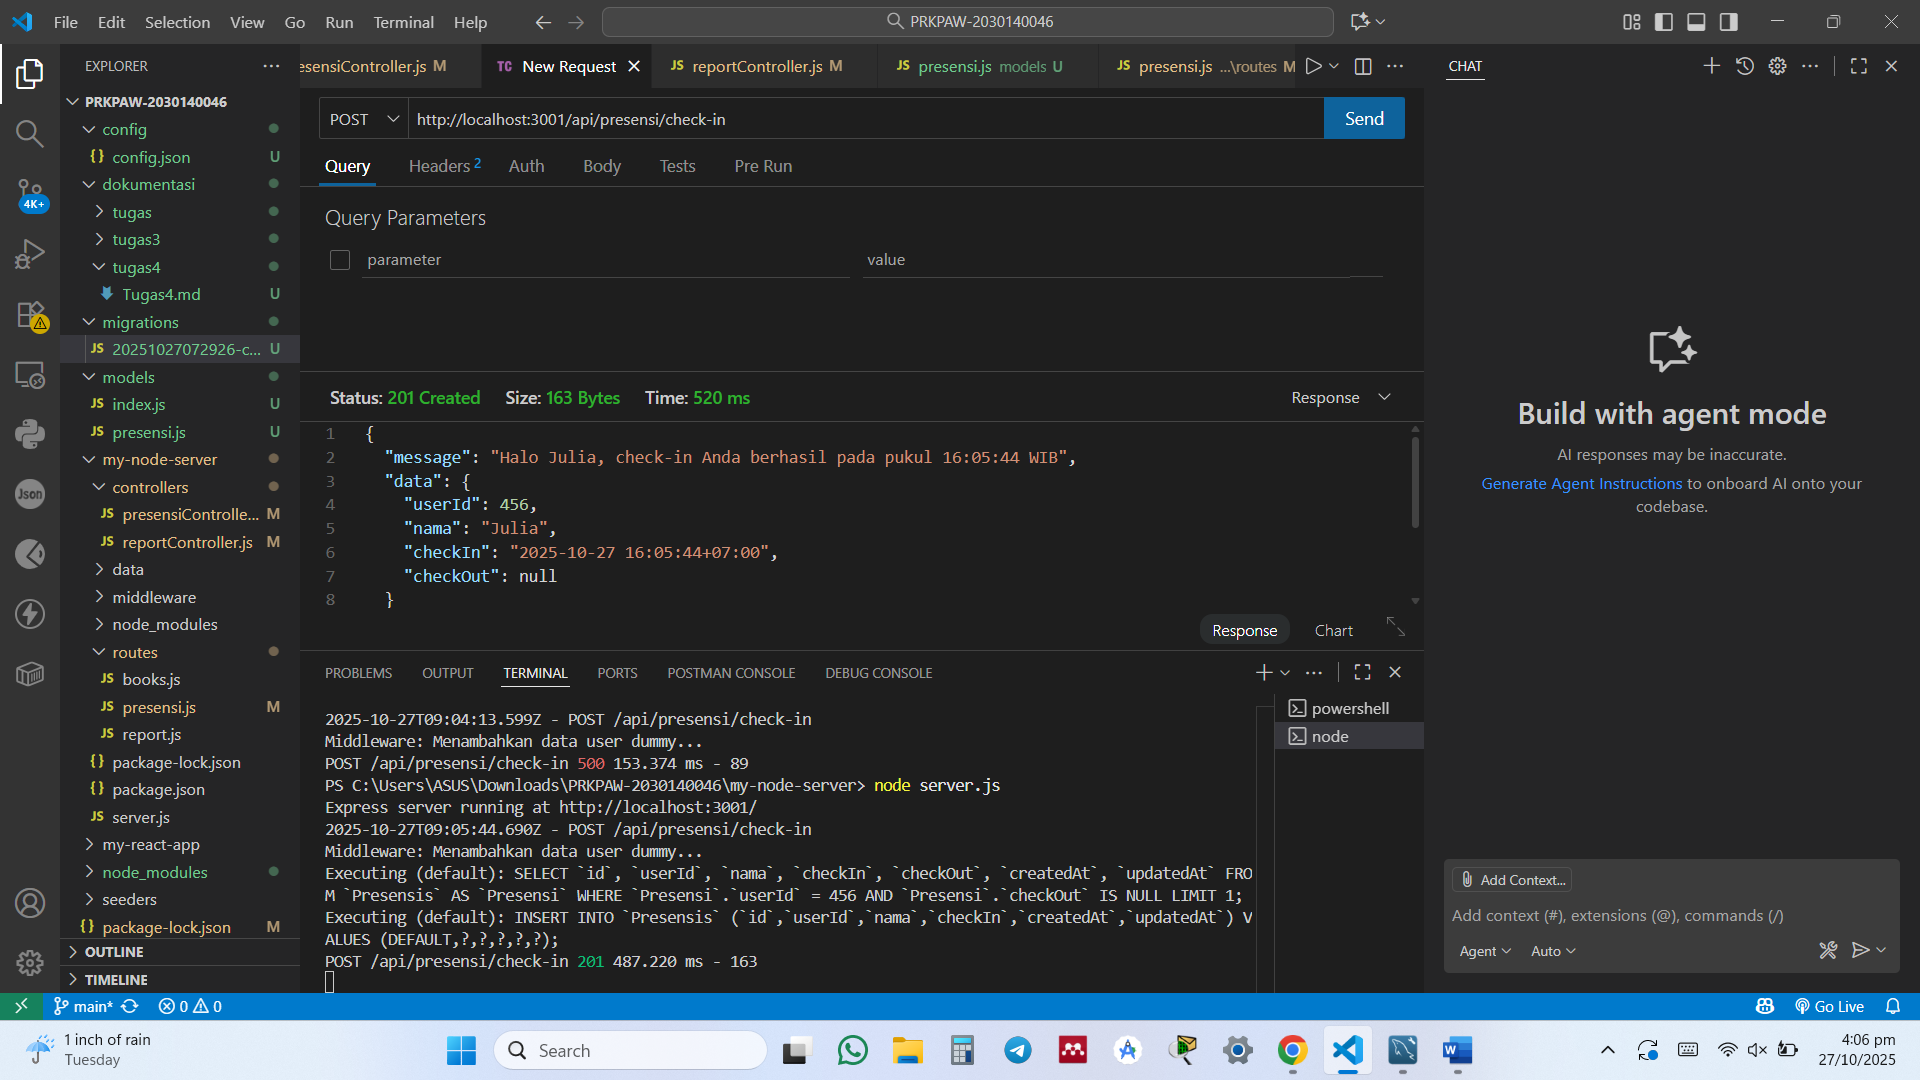 File Edit Selection View Go Run Terminal Help
PRKPAW-2030140046
EXPLORER
PRKPAW-2030140046
config
config.json U
dokumentasi
tugas
tugas3
tugas4
Tugas4.md U
migrations
JS 20251027072926-c... U
models
JS index.js U
JS presensi.js U
my-node-server
controllers
JS presensiControlle... M
JS reportController.js M
data
middleware
node_modules
routes
JS books.js
JS presensi.js M
JS report.js
{} package-lock.json
{} package.json
JS server.js
my-react-app
node_modules
seeders
{} package-lock.json M
OUTLINE
TIMELINE
4K+
Json
esensiController.js M
TC New Request
JS reportController.js M
JS presensi.js models U
JS presensi.js ...\routes M
POST http://localhost:3001/api/presensi/check-in Send
Query Headers 2 Auth Body Tests Pre Run
Query Parameters
parameter value
Status: 201 Created Size: 163 Bytes Time: 520 ms Response
1 {
2 "message": "Halo Julia, check-in Anda berhasil pada pukul 16:05:44 WIB",
3 "data": {
4 "userId": 456,
5 "nama": "Julia",
6 "checkIn": "2025-10-27 16:05:44+07:00",
7 "checkOut": null
8 }
Response Chart
PROBLEMS OUTPUT TERMINAL PORTS POSTMAN CONSOLE DEBUG CONSOLE
2025-10-27T09:04:13.599Z - POST /api/presensi/check-in
Middleware: Menambahkan data user dummy...
POST /api/presensi/check-in 500 153.374 ms - 89
PS C:\Users\ASUS\Downloads\PRKPAW-2030140046\my-node-server> node server.js
Express server running at http://localhost:3001/
2025-10-27T09:05:44.690Z - POST /api/presensi/check-in
Middleware: Menambahkan data user dummy...
Executing (default): SELECT `id`, `userId`, `nama`, `checkIn`, `checkOut`, `createdAt`, `updatedAt` FRO
M `Presensis` AS `Presensi` WHERE `Presensi`.`userId` = 456 AND `Presensi`.`checkOut` IS NULL LIMIT 1;
Executing (default): INSERT INTO `Presensis` (`id`,`userId`,`nama`,`checkIn`,`createdAt`,`updatedAt`) V
ALUES (DEFAULT,?,?,?,?,?);
POST /api/presensi/check-in 201 487.220 ms - 163
powershell
node
CHAT
Build with agent mode
AI responses may be inaccurate.
Generate Agent Instructions to onboard AI onto your
codebase.
Add Context...
Add context (#), extensions (@), commands (/)
Agent Auto
main* 0 0
Go Live
1 inch of rain
Tuesday
Search
4:06 pm
27/10/2025